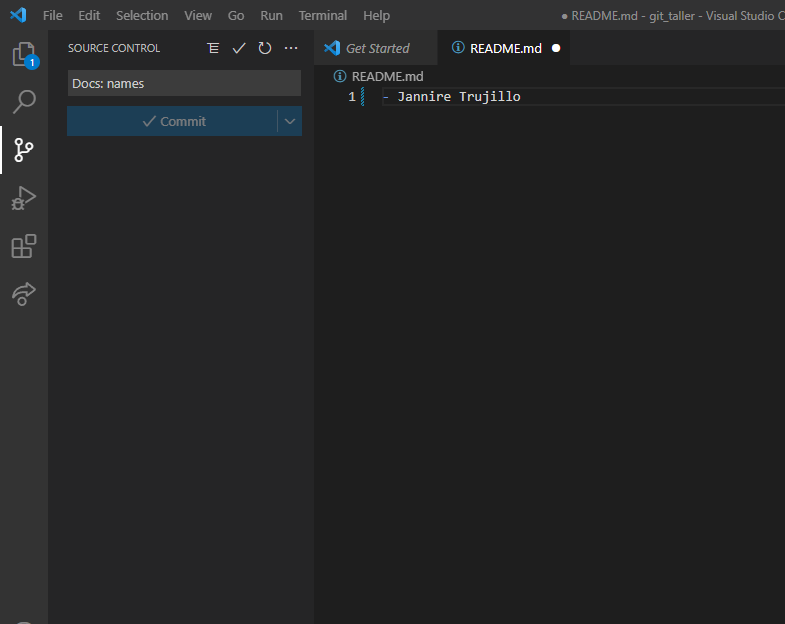 File Edit Selection View Go Run Terminal Help ● README.md - git_taller - Visual Studio C
SOURCE CONTROL
Get Started
README.md
1
Docs: names
README.md
Commit
1 - Jannire Trujillo